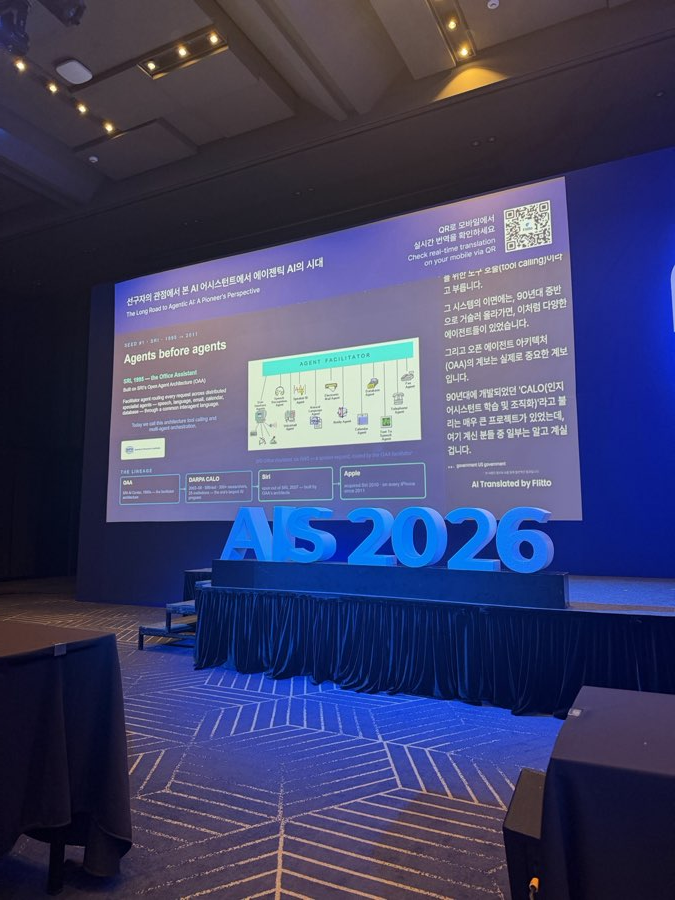 선구자의 관점에서 본 AI 어시스턴트에서 에이전틱 AI의 시대
The Long Road to Agentic AI: A Pioneer's Perspective
QR로 모바일에서
실시간 번역을 확인하세요
Check real-time translation
on your mobile via QR
SEED #1 · SRI · 1995 → 2011
Agents before agents
SRI, 1995 — the Office Assistant
Built on SRI's Open Agent Architecture (OAA)
Facilitator agent routing every request across distributed
specialist agents — speech, language, email, calendar,
database — through a common interagent language.
Today we call this architecture tool calling and
multi-agent orchestration.
AGENT FACILITATOR
THE LINEAGE
OAA
DARPA CALO
Siri
spun out of SRI, 2007 — built by
OAA's architects
Apple
acquired Siri 2010 · on every iPhone
since 2011
를 위한 도구 호출(tool calling)이라
고 부릅니다.
그 시스템의 이면에는, 90년대 중반
으로 거슬러 올라가면, 이처럼 다양한
에이전트들이 있었습니다.
그리고 오픈 에이전트 아키텍처
(OAA)의 계보는 실제로 중요한 계보
입니다.
90년대에 개발되었던 'CALO(인지
어시스턴트 학습 및 조직화)'라고 불
리는 매우 큰 프로젝트가 있었는데,
여기 계신 분들 중 일부는 알고 계실
겁니다.
government US government
AI Translated by Flitto
AIS 2026